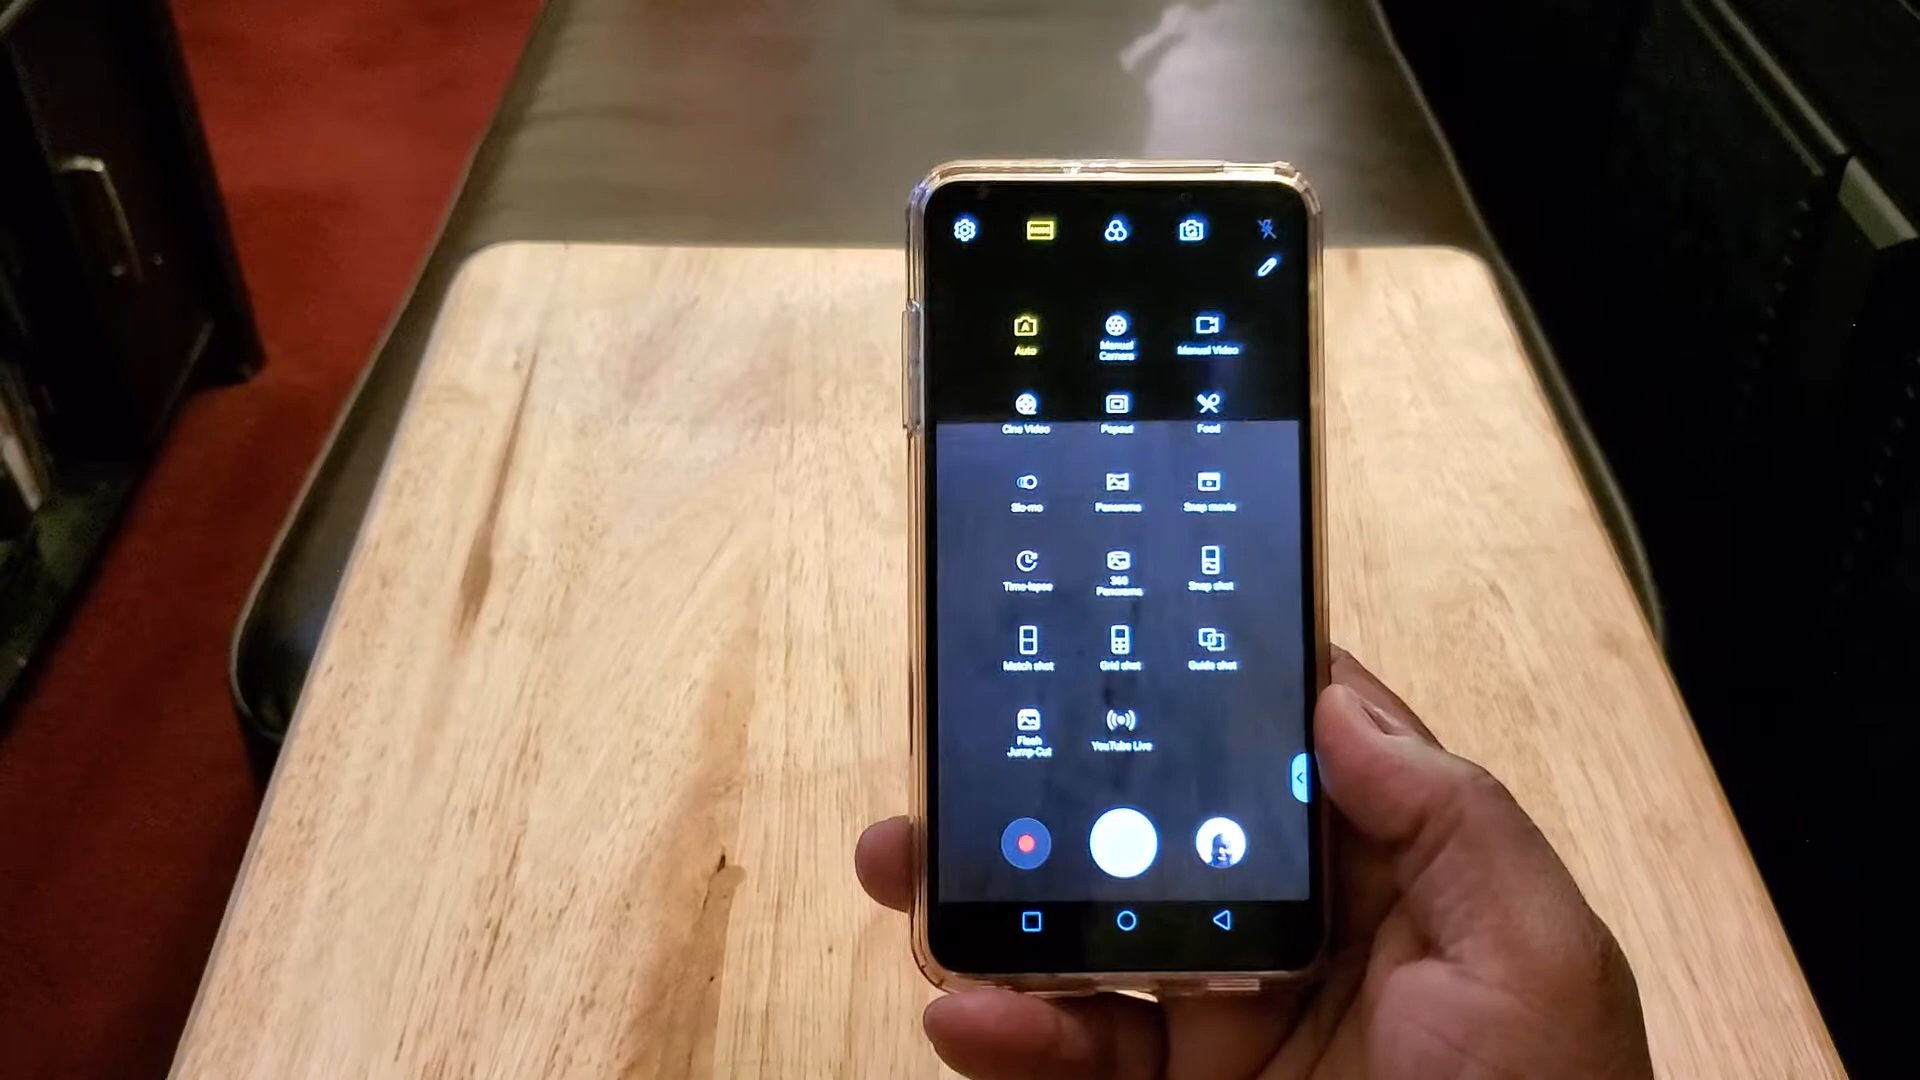 Auto
Manual
Camera
Manual Video
Cine Video
Popout
Food
Slo-mo
Panorama
Snap movie
Time-lapse
360
Panorama
Snap shot
Match shot
Grid shot
Guide shot
Flash
Jump-Cut
YouTube Live